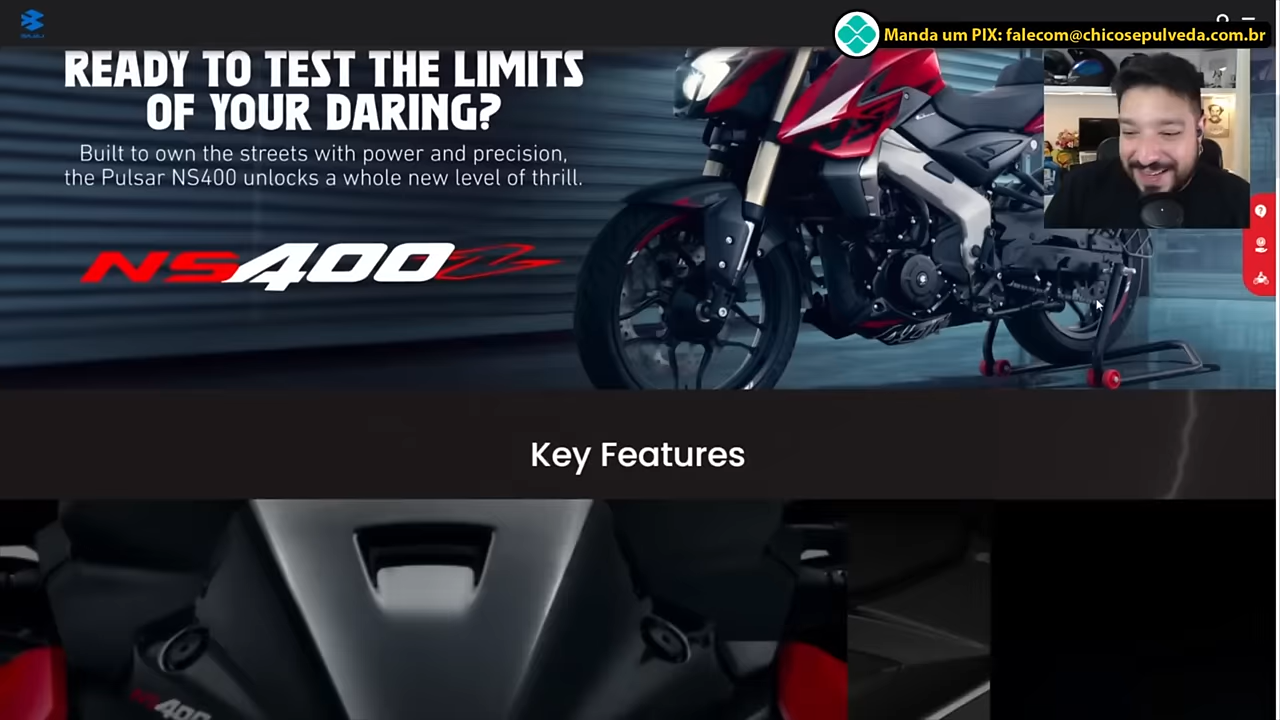 Manda um PIX: falecom@chicosepulveda.com.br
READY TO TEST THE LIMITS
OF YOUR DARING?
Built to own the streets with power and precision,
the Pulsar NS400 unlocks a whole new level of thrill.
NS400Z
Key Features
NS400